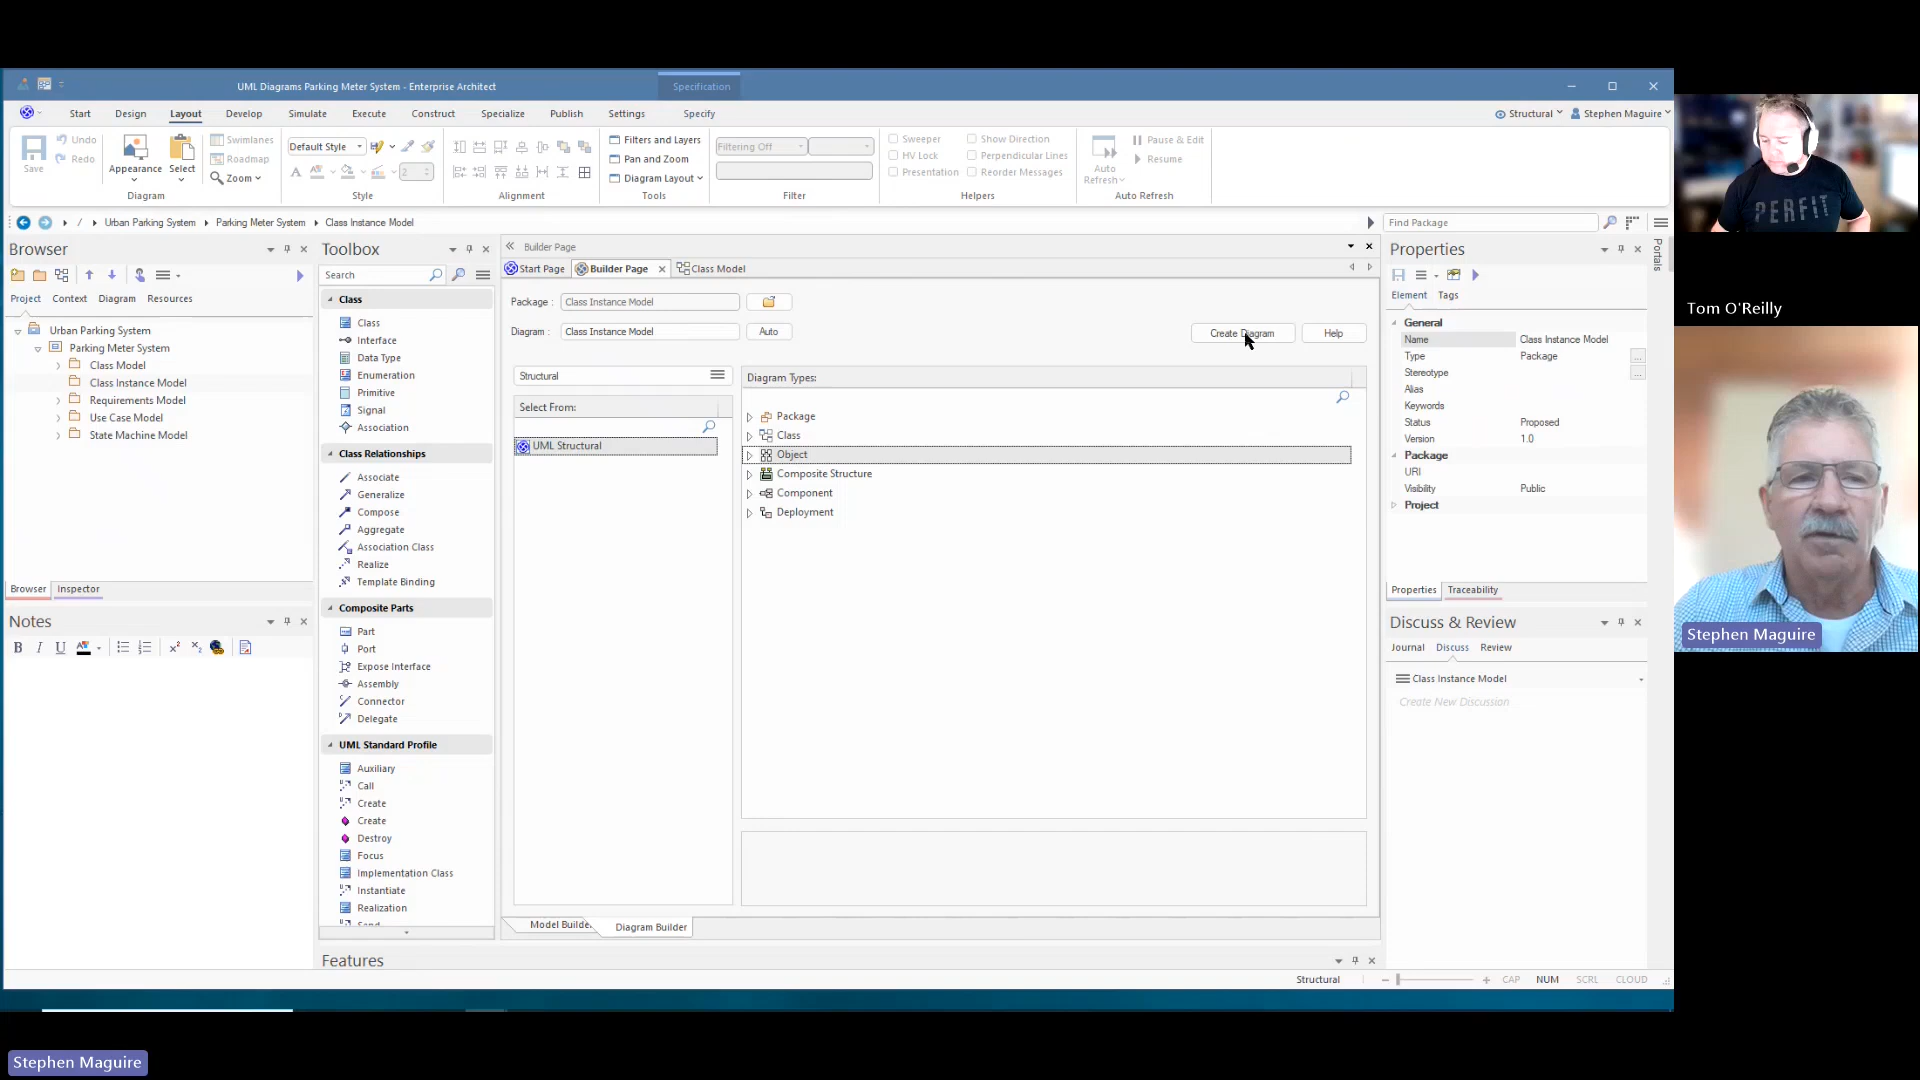 UML Diagrams Parking Meter System - Enterprise Architect
Specification
Start Design Layout Develop Simulate Execute Construct Specialize Publish Settings Specify
Structural Stephen Maguire
Save
Undo
Redo
Appearance
Select
Swimlanes
Roadmap
Zoom
Diagram
Default Style
2
Style
Alignment
Filters and Layers
Pan and Zoom
Diagram Layout
Tools
Filtering Off
Filter
Sweeper
HV Lock
Presentation
Show Direction
Perpendicular Lines
Reorder Messages
Helpers
Auto
Refresh
Pause & Edit
Resume
Auto Refresh
/ Urban Parking System Parking Meter System Class Instance Model
Find Package
Portals
Browser
Project Context Diagram Resources
Urban Parking System
Parking Meter System
Class Model
Class Instance Model
Requirements Model
Use Case Model
State Machine Model
Browser Inspector
Notes
B I U
Toolbox
Search
Class
Class
Interface
Data Type
Enumeration
Primitive
Signal
Association
Class Relationships
Associate
Generalize
Compose
Aggregate
Association Class
Realize
Template Binding
Composite Parts
Part
Port
Expose Interface
Assembly
Connector
Delegate
UML Standard Profile
Auxiliary
Call
Create
Create
Destroy
Focus
Implementation Class
Instantiate
Realization
Send
Builder Page
Start Page Builder Page Class Model
Package : Class Instance Model
Diagram : Class Instance Model Auto
Create Diagram Help
Structural
Select From:
UML Structural
Diagram Types:
Package
Class
Object
Composite Structure
Component
Deployment
Model Builde
Diagram Builder
Features
Properties
Element Tags
General
Name Class Instance Model
Type Package
Stereotype
Alias
Keywords
Status Proposed
Version 1.0
Package
URI
Visibility Public
Project
Properties Traceability
Discuss & Review
Journal Discuss Review
Class Instance Model
Create New Discussion
Structural CAP NUM SCRL CLOUD
PERFIT
Tom O'Reilly
Stephen Maguire
Stephen Maguire